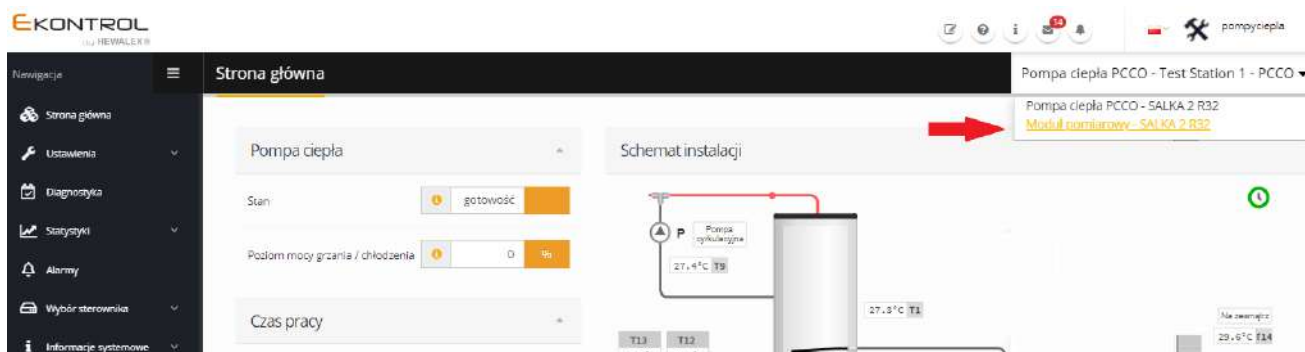 EKONTROL
by HEWALEX®
14
pompyciepla
Nawigacja
Strona główna
Pompa ciepła PCCO - Test Station 1 - PCCO
Pompa ciepła PCCO - SALKA 2 R32
Moduł pomiarowy - SALKA 2 R32
Strona główna
Ustawienia
Diagnostyka
Statystyki
Alarmy
Wybór sterownika
Informacje systemowe
Pompa ciepła
Stan
gotowość
Poziom mocy grzania / chłodzenia
0
%
Czas pracy
Schemat instalacji
P
Pompa
cyrkulacyjna
27.4°C T9
27.8°C T1
T13 T12
Na zewnątrz
29.6°C T14